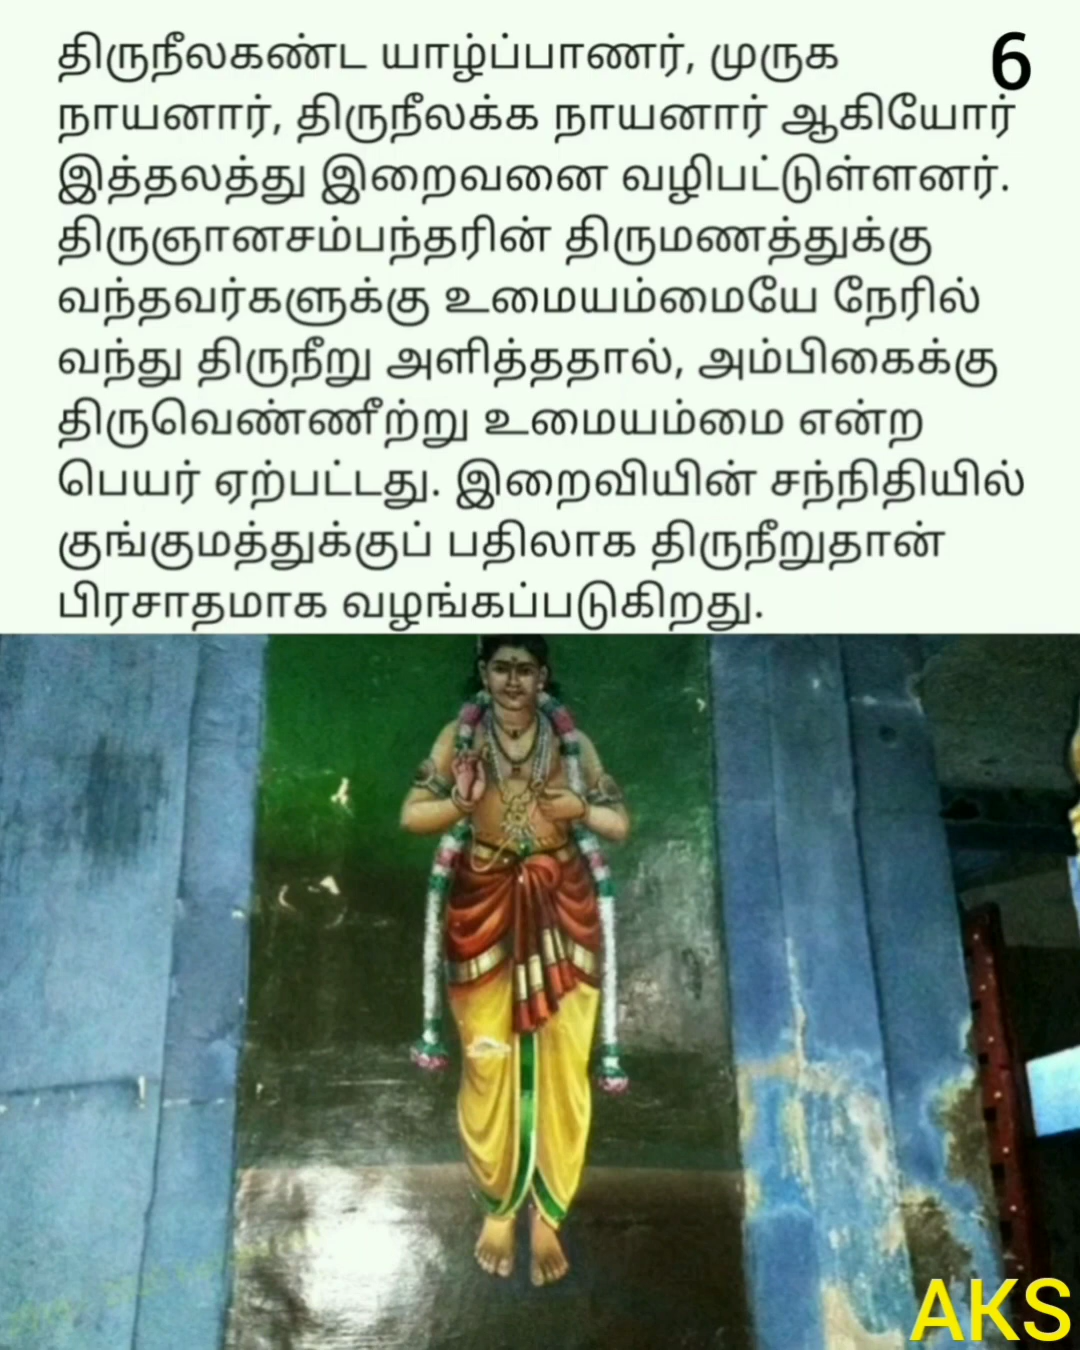 6
திருநீலகண்ட யாழ்ப்பாணர், முருக
நாயனார், திருநீலக்க நாயனார் ஆகியோர்
இத்தலத்து இறைவனை வழிபட்டுள்ளனர்.
திருஞானசம்பந்தரின் திருமணத்துக்கு
வந்தவர்களுக்கு உமையம்மையே நேரில்
வந்து திருநீறு அளித்ததால், அம்பிகைக்கு
திருவெண்ணீற்று உமையம்மை என்ற
பெயர் ஏற்பட்டது. இறைவியின் சந்நிதியில்
குங்குமத்துக்குப் பதிலாக திருநீறுதான்
பிரசாதமாக வழங்கப்படுகிறது.
AKS